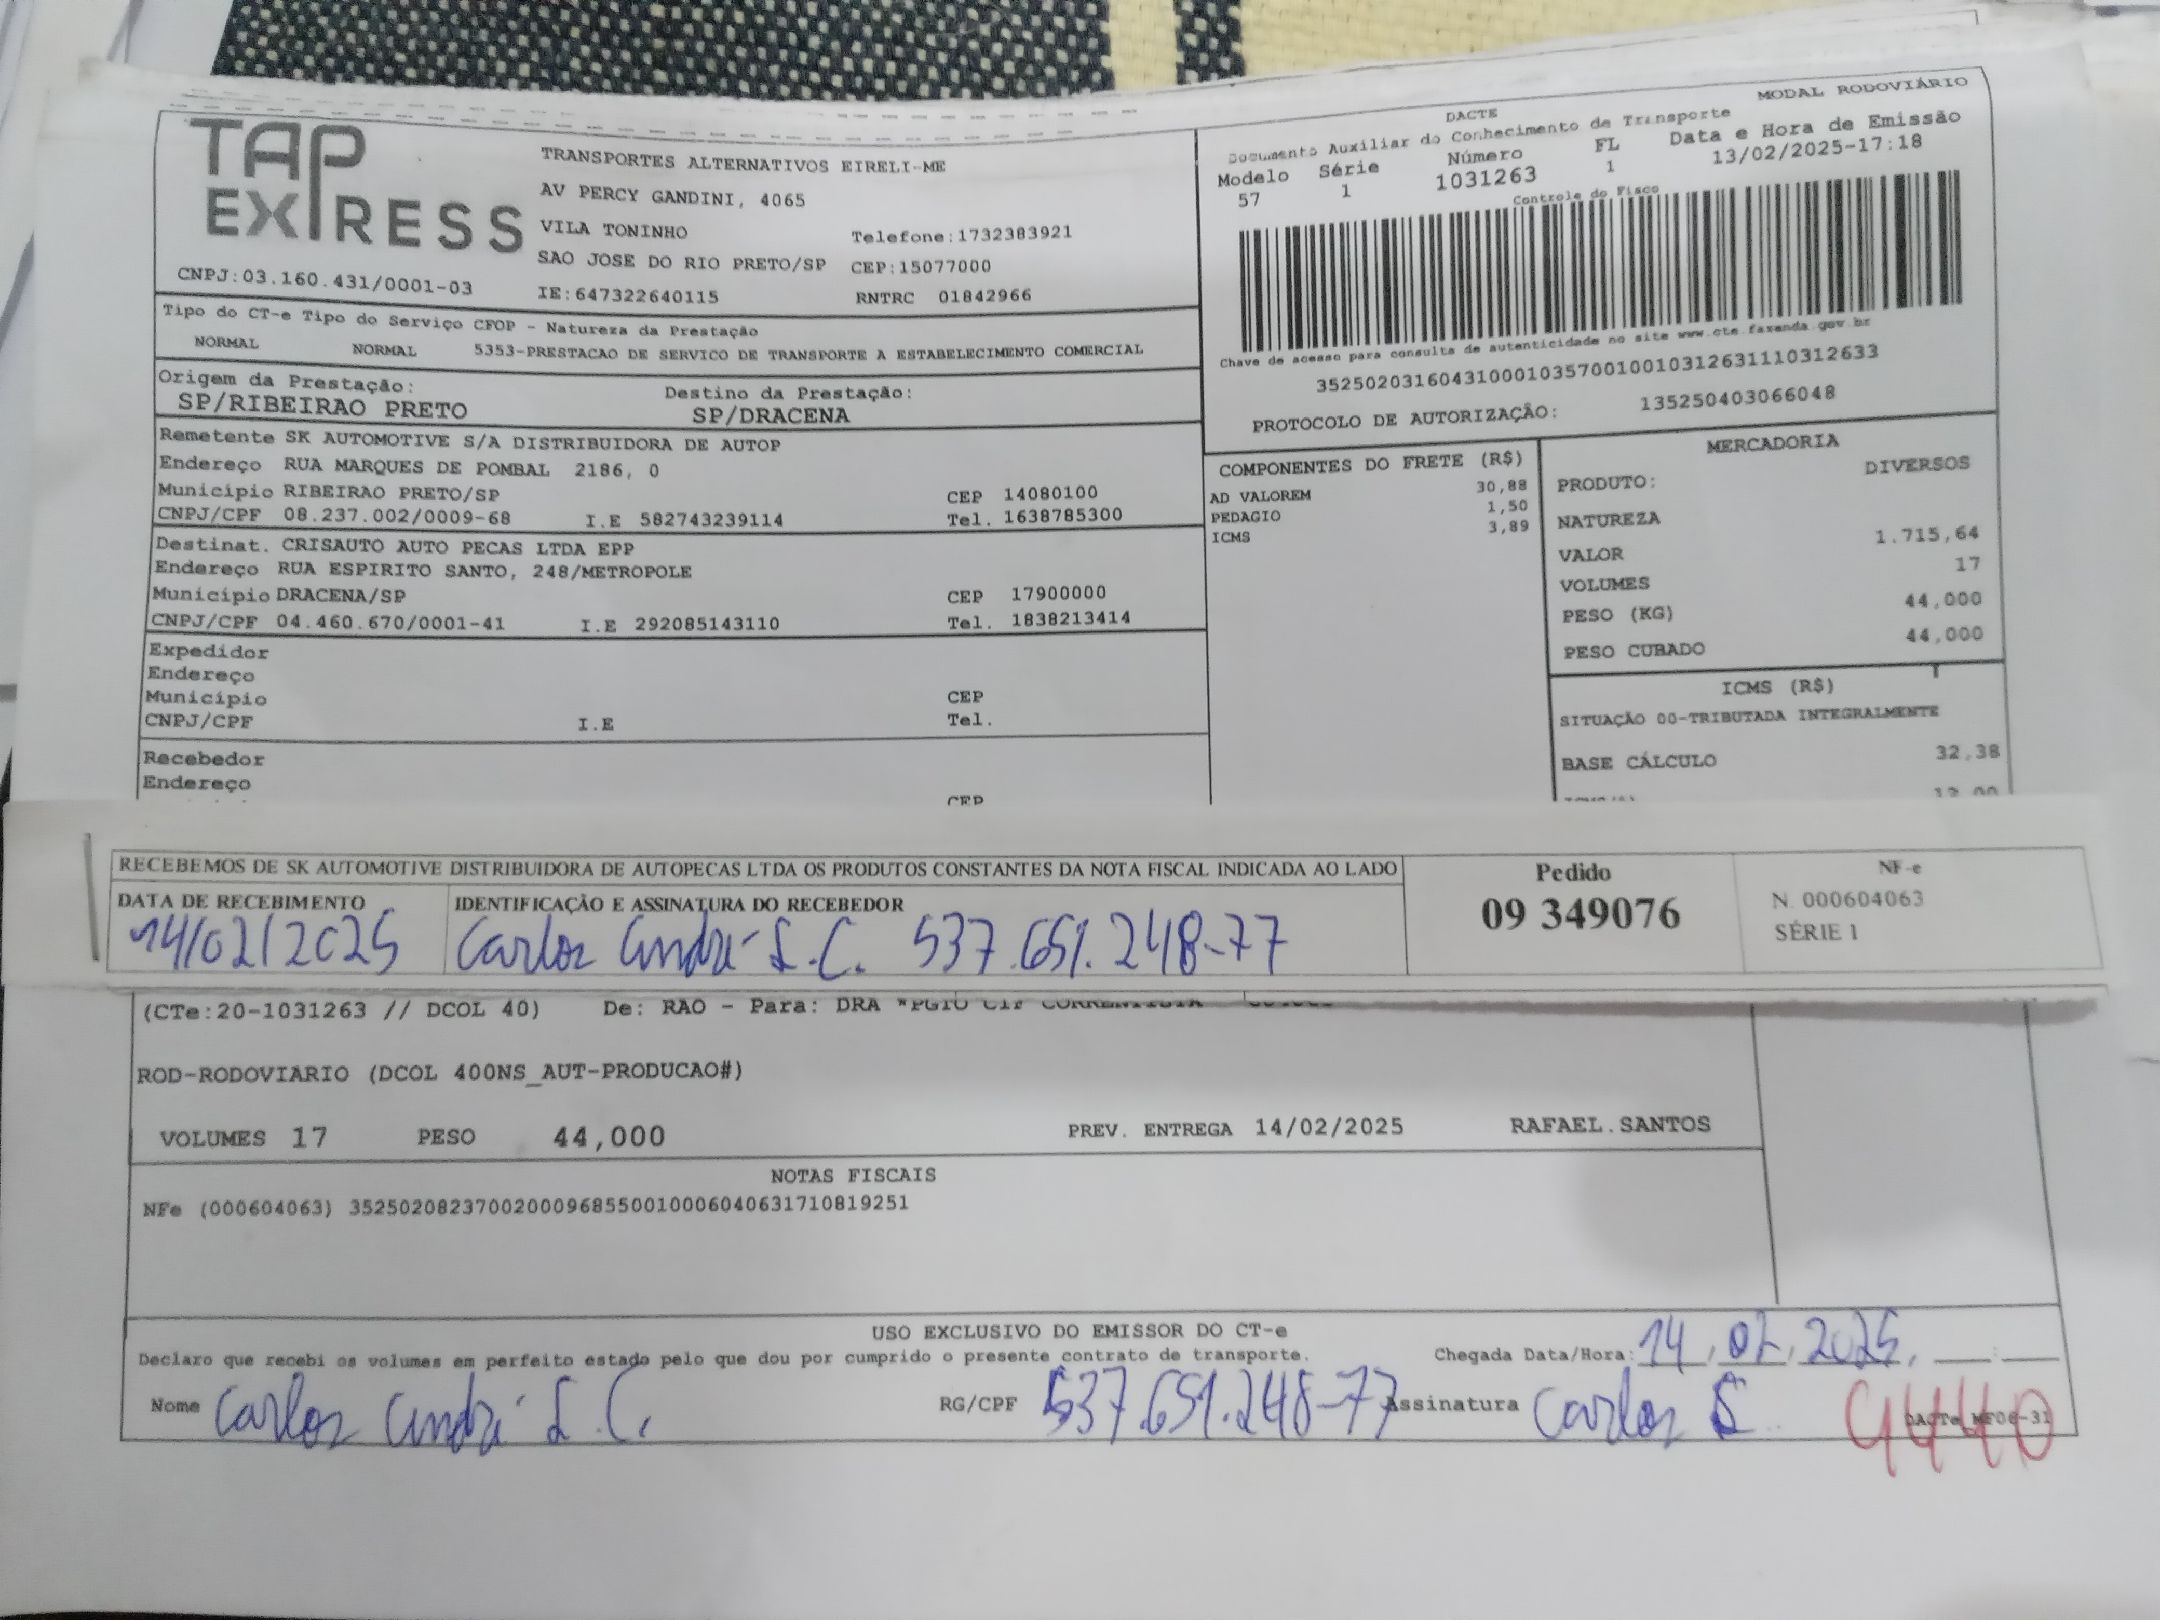 TAP EXPRESS
TRANSPORTES ALTERNATIVOS EIRELI-ME
AV PERCY GANDINI, 4065
VILA TONINHO Telefone:1732383921
SAO JOSE DO RIO PRETO/SP CEP:15077000
CNPJ:03.160.431/0001-03 IE:647322640115 RNTRC 01842966
MODAL RODOVIÁRIO
DACTE
Documento Auxiliar do Conhecimento de Transporte
Modelo Série Número FL Data e Hora de Emissão
57 1 1031263 1 13/02/2025-17:18
Controle do Fisco
Chave de acesso para consulta de autenticidade no site www.cte.fazenda.gov.br
35250203160431000103570010010312631110312633
PROTOCOLO DE AUTORIZAÇÃO: 135250403066048
Tipo do CT-e Tipo do Serviço CFOP - Natureza da Prestação
NORMAL NORMAL 5353-PRESTACAO DE SERVICO DE TRANSPORTE A ESTABELECIMENTO COMERCIAL
Origem da Prestação: Destino da Prestação:
SP/RIBEIRAO PRETO SP/DRACENA
Remetente SK AUTOMOTIVE S/A DISTRIBUIDORA DE AUTOP
Endereço RUA MARQUES DE POMBAL 2186, 0
Município RIBEIRAO PRETO/SP CEP 14080100
CNPJ/CPF 08.237.002/0009-68 I.E 582743239114 Tel. 1638785300
Destinat. CRISAUTO AUTO PECAS LTDA EPP
Endereço RUA ESPIRITO SANTO, 248/METROPOLE
Município DRACENA/SP CEP 17900000
CNPJ/CPF 04.460.670/0001-41 I.E 292085143110 Tel. 1838213414
Expedidor
Endereço
Município CEP
CNPJ/CPF I.E Tel.
Recebedor
Endereço
CEP
COMPONENTES DO FRETE (R$)
AD VALOREM 30,88
PEDAGIO 1,50
ICMS 3,89
MERCADORIA
PRODUTO: DIVERSOS
NATUREZA
VALOR 1.715,64
VOLUMES 17
PESO (KG) 44,000
PESO CUBADO 44,000
ICMS (R$)
SITUAÇÃO 00-TRIBUTADA INTEGRALMENTE
BASE CÁLCULO 32,38
12,00
RECEBEMOS DE SK AUTOMOTIVE DISTRIBUIDORA DE AUTOPECAS LTDA OS PRODUTOS CONSTANTES DA NOTA FISCAL INDICADA AO LADO
DATA DE RECEBIMENTO IDENTIFICAÇÃO E ASSINATURA DO RECEBEDOR
14/02/2025 Carlos André S.C. 537.651.248-77
Pedido
09 349076
NF-e
N. 000604063
SÉRIE 1
(CTe:20-1031263 // DCOL 40) De: RAO - Para: DRA *PGTO CIF CORRENTISTA
ROD-RODOVIARIO (DCOL 400NS_AUT-PRODUCAO#)
VOLUMES 17 PESO 44,000 PREV. ENTREGA 14/02/2025 RAFAEL.SANTOS
NOTAS FISCAIS
NFe (000604063) 35250208237002000968550010006040631710819251
USO EXCLUSIVO DO EMISSOR DO CT-e
Declaro que recebi os volumes em perfeito estado pelo que dou por cumprido o presente contrato de transporte. Chegada Data/Hora: 14, 02, 2025,
Nome Carlos André S.C. RG/CPF 537.651.248-77 Assinatura Carlos S.
9440